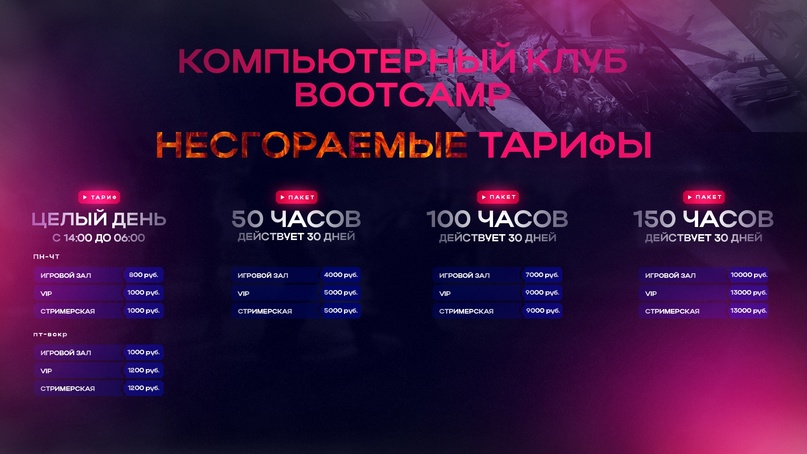 КОМПЬЮТЕРНЫЙ КЛУБ
BOOTCAMP
НЕСГОРАЕМЫЕ ТАРИФЫ
ТАРИФ
ЦЕЛЫЙ ДЕНЬ
С 14:00 ДО 06:00
ПН-ЧТ
ИГРОВОЙ ЗАЛ 800 руб.
VIP 1000 руб.
СТРИМЕРСКАЯ 1000 руб.
ПТ-ВСКР
ИГРОВОЙ ЗАЛ 1000 руб.
VIP 1200 руб.
СТРИМЕРСКАЯ 1200 руб.
ПАКЕТ
50 ЧАСОВ
ДЕЙСТВУЕТ 30 ДНЕЙ
ИГРОВОЙ ЗАЛ 4000 руб.
VIP 5000 руб.
СТРИМЕРСКАЯ 5000 руб.
ПАКЕТ
100 ЧАСОВ
ДЕЙСТВУЕТ 30 ДНЕЙ
ИГРОВОЙ ЗАЛ 7000 руб.
VIP 9000 руб.
СТРИМЕРСКАЯ 9000 руб.
ПАКЕТ
150 ЧАСОВ
ДЕЙСТВУЕТ 30 ДНЕЙ
ИГРОВОЙ ЗАЛ 10000 руб.
VIP 13000 руб.
СТРИМЕРСКАЯ 13000 руб.